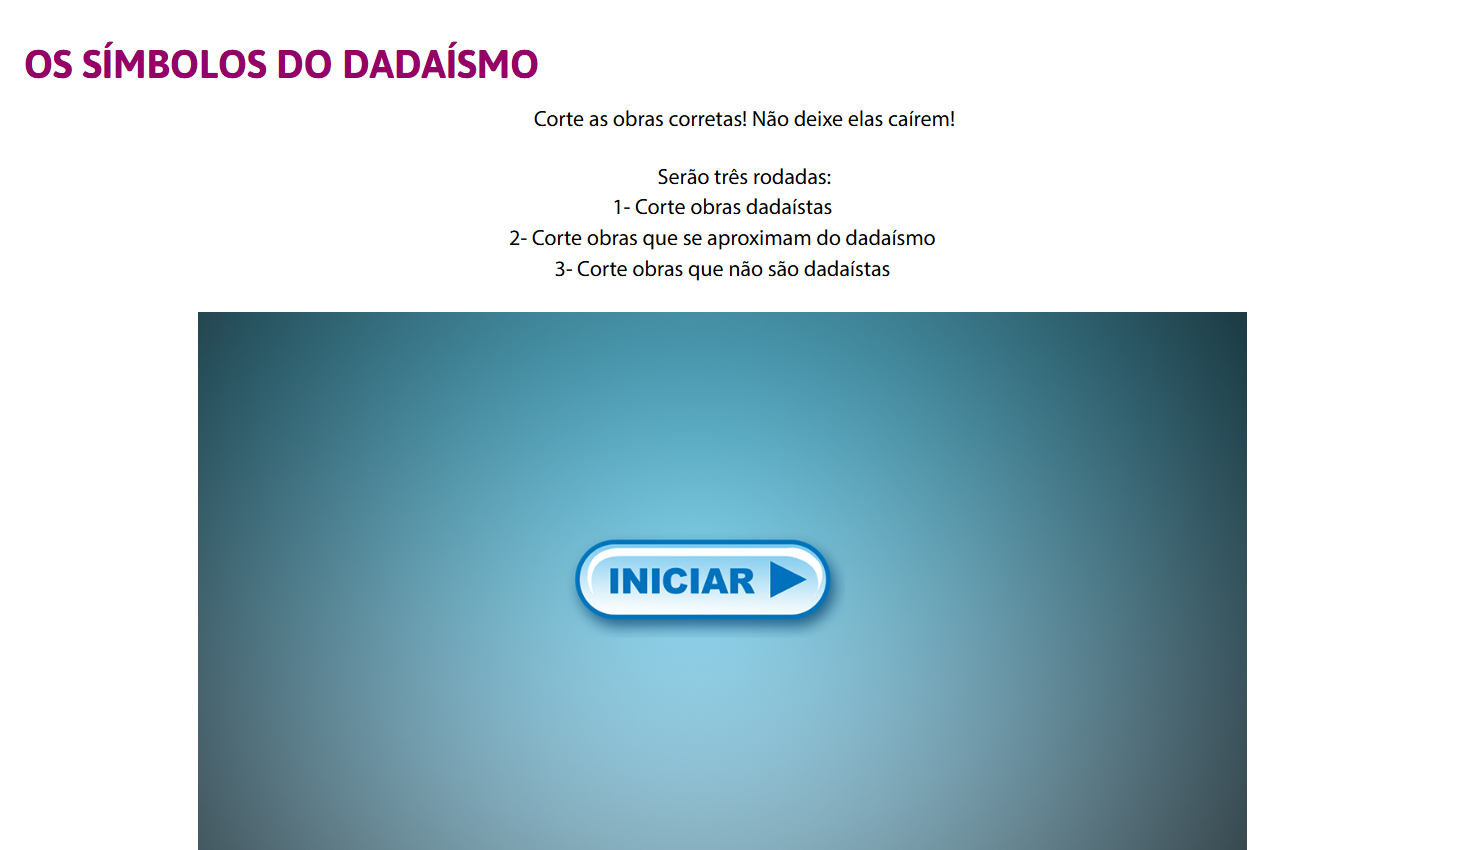 OS SÍMBOLOS DO DADAÍSMO
Corte as obras corretas! Não deixe elas caírem!
Serão três rodadas:
1- Corte obras dadaístas
2- Corte obras que se aproximam do dadaísmo
3- Corte obras que não são dadaístas
INICIAR